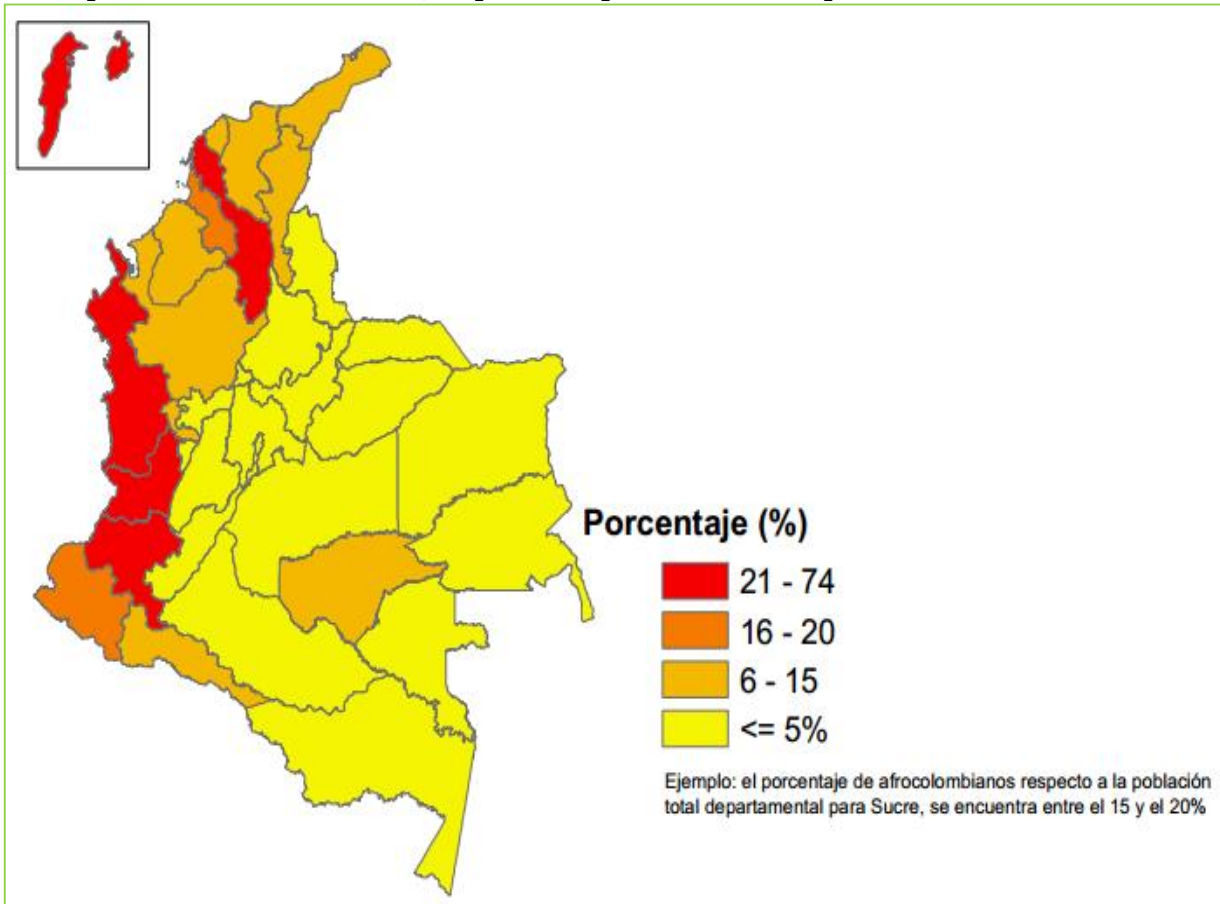 Porcentaje (%)
21 - 74
16 - 20
6 - 15
<= 5%
Ejemplo: el porcentaje de afrocolombianos respecto a la población
total departamental para Sucre, se encuentra entre el 15 y el 20%